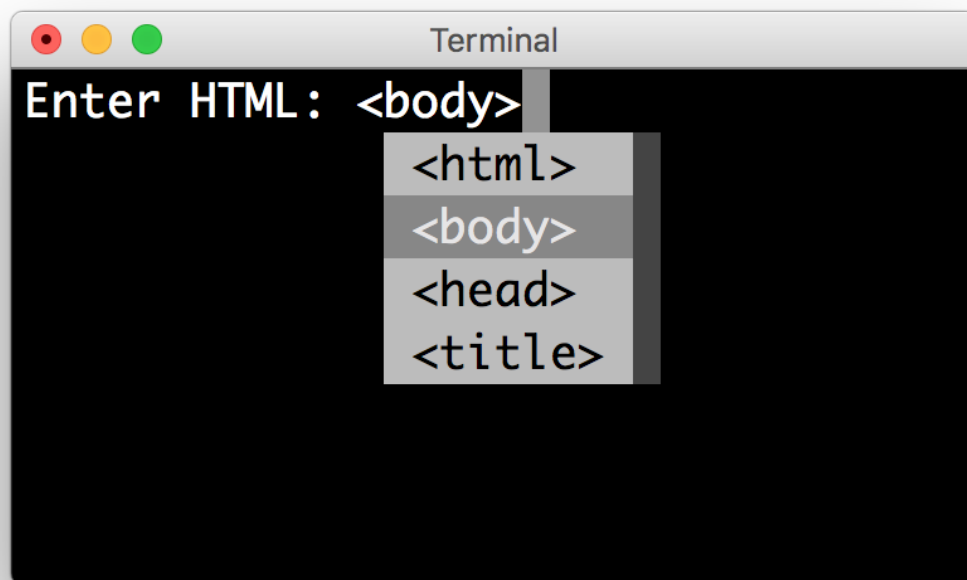 Terminal
Enter HTML: <body>
<html>
<body>
<head>
<title>